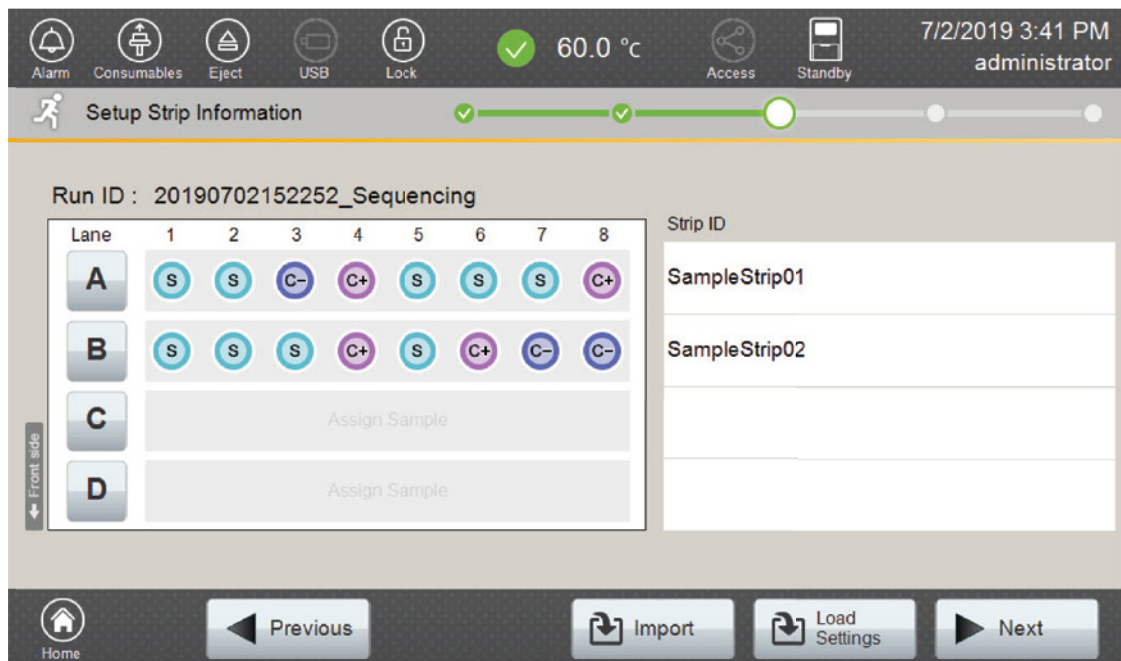 Alarm Consumables Eject USB Lock 60.0 °c Access Standby 7/2/2019 3:41 PM
administrator
Setup Strip Information
Run ID : 20190702152252_Sequencing
Strip ID
Lane 1 2 3 4 5 6 7 8
A S S C- C+ S S S C+ SampleStrip01
B S S S C+ S C+ C- C- SampleStrip02
C Assign Sample
D Assign Sample
Front side
Home Previous Import Load Settings Next